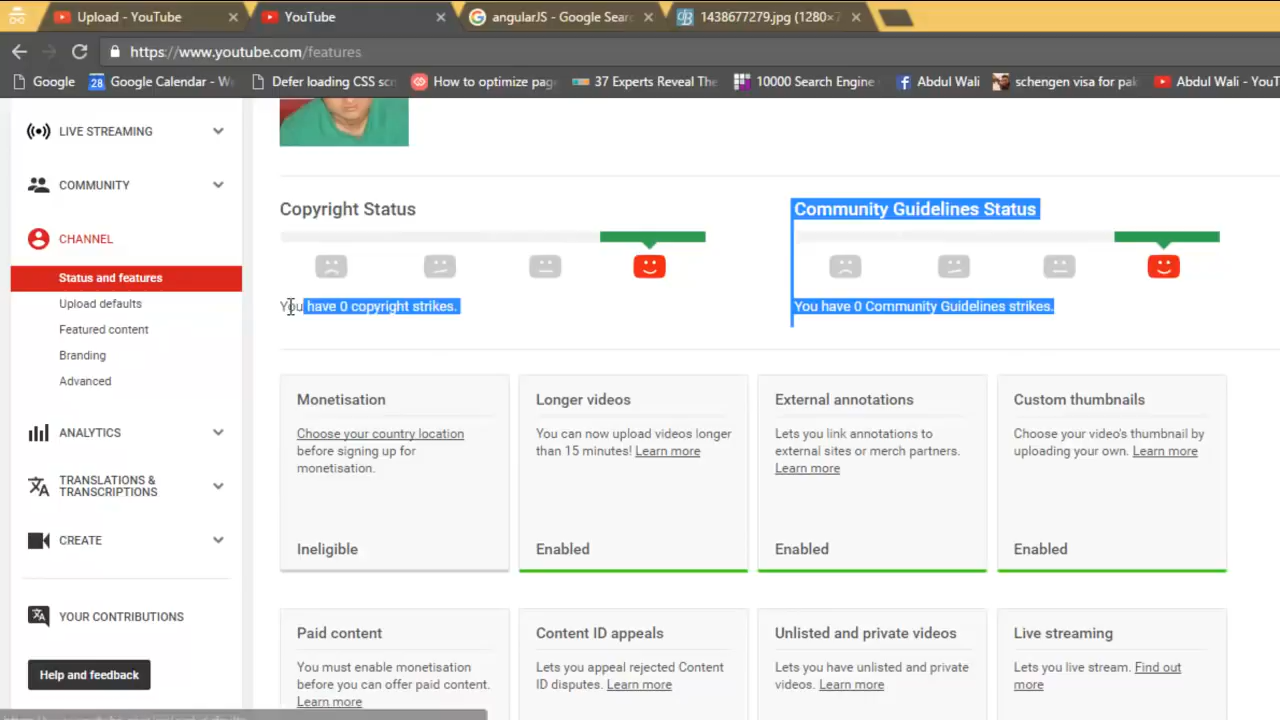 Upload - YouTube
YouTube
angularJS - Google Sear
1438677279.jpg (1280×7
https://www.youtube.com/features
Google
28
Google Calendar - W
Defer loading CSS scr
How to optimize pag
37 Experts Reveal The
10000 Search Engine
Abdul Wali
schengen visa for pak
Abdul Wali - YouT
LIVE STREAMING
COMMUNITY
CHANNEL
Status and features
Upload defaults
Featured content
Branding
Advanced
ANALYTICS
TRANSLATIONS &
TRANSCRIPTIONS
CREATE
YOUR CONTRIBUTIONS
Help and feedback
Copyright Status
You have 0 copyright strikes.
Community Guidelines Status
You have 0 Community Guidelines strikes.
Monetisation
Choose your country location
before signing up for
monetisation.
Ineligible
Longer videos
You can now upload videos longer
than 15 minutes! Learn more
Enabled
External annotations
Lets you link annotations to
external sites or merch partners.
Learn more
Enabled
Custom thumbnails
Choose your video's thumbnail by
uploading your own. Learn more
Enabled
Paid content
You must enable monetisation
before you can offer paid content.
Learn more
Content ID appeals
Lets you appeal rejected Content
ID disputes. Learn more
Unlisted and private videos
Lets you have unlisted and private
videos. Learn more
Live streaming
Lets you live stream. Find out
more